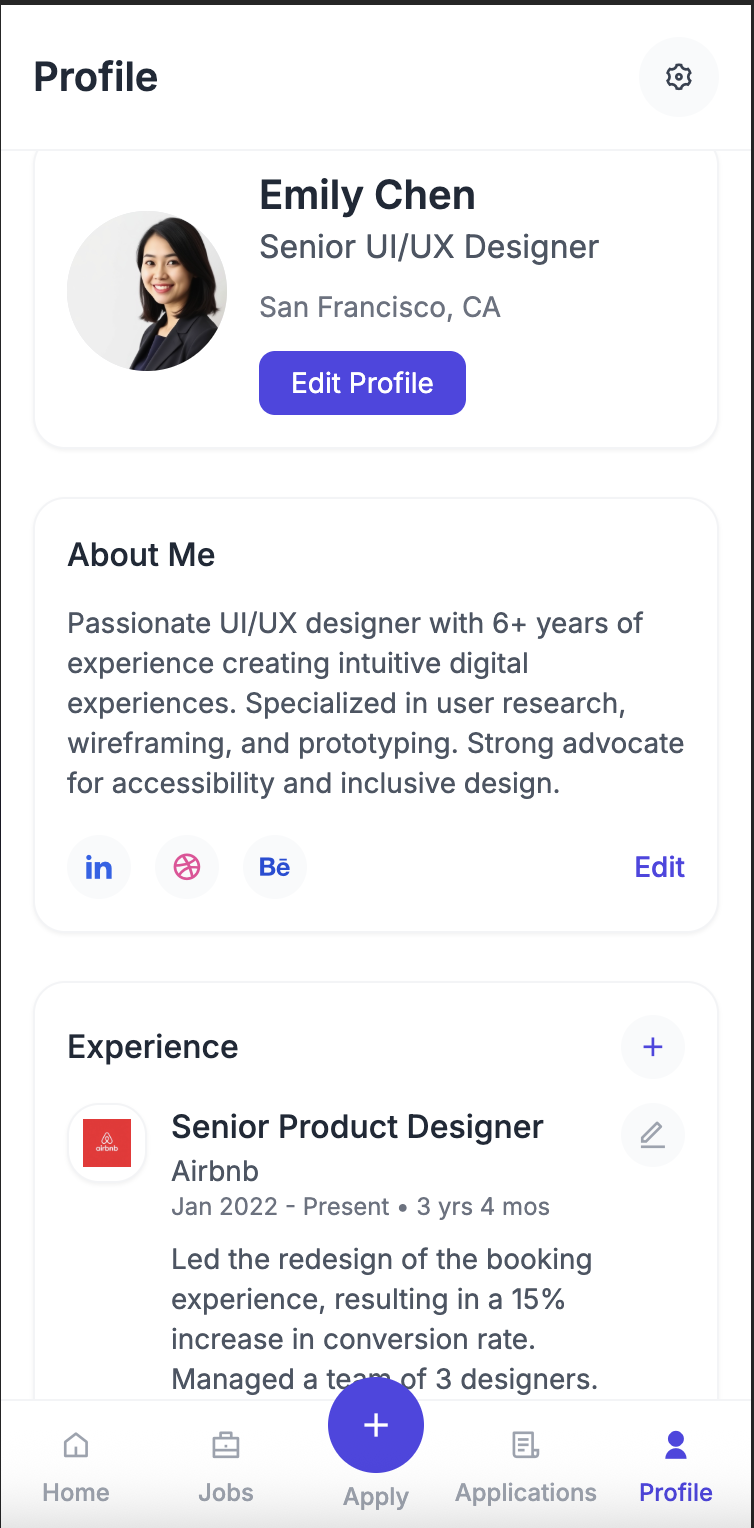 Profile
Emily Chen
Senior UI/UX Designer
San Francisco, CA
Edit Profile
About Me
Passionate UI/UX designer with 6+ years of
experience creating intuitive digital
experiences. Specialized in user research,
wireframing, and prototyping. Strong advocate
for accessibility and inclusive design.
in
Bē
Edit
Experience
+
airbnb
Senior Product Designer
Airbnb
Jan 2022 - Present • 3 yrs 4 mos
Led the redesign of the booking
experience, resulting in a 15%
increase in conversion rate.
Managed a team of 3 designers.
+
Home
Jobs
Apply
Applications
Profile